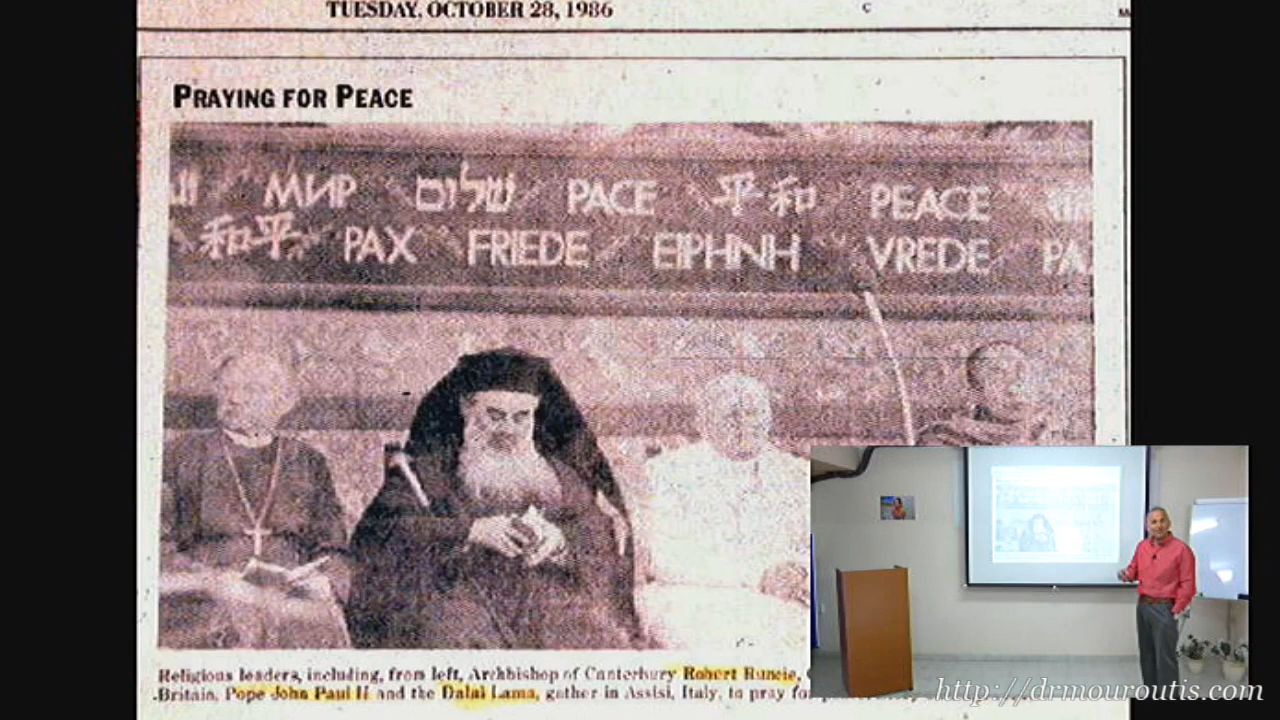 TUESDAY, OCTOBER 28, 1986 C
PRAYING FOR PEACE
МИР שלום PACE 平和 PEACE
和平 PAX FRIEDE ΕΙΡΗΝΗ VREDE PA
Religious leaders, including, from left, Archbishop of Canterbury Robert Runcie,
Britain, Pope John Paul II and the Dalai Lama, gather in Assisi, Italy, to pray for
http://drmouroutis.com